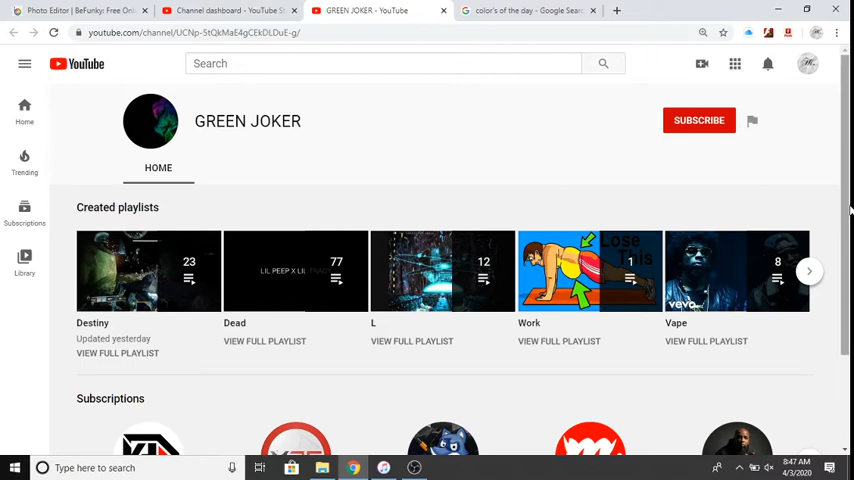 Photo Editor | BeFunky: Free Onli
Channel dashboard - YouTube St
GREEN JOKER - YouTube
color's of the day - Google Searc
youtube.com/channel/UCNp-5tQkMaE4gCEkDLDuE-g/
YouTube
Search
GREEN JOKER
SUBSCRIBE
Home
HOME
Trending
Created playlists
Subscriptions
Library
23
LIL PEEP X LIL TRACY
77
12
Lose
This
1
vevo
8
Destiny
Dead
L
Work
Vape
Updated yesterday
VIEW FULL PLAYLIST
VIEW FULL PLAYLIST
VIEW FULL PLAYLIST
VIEW FULL PLAYLIST
VIEW FULL PLAYLIST
Subscriptions
Type here to search
8:47 AM
4/3/2020